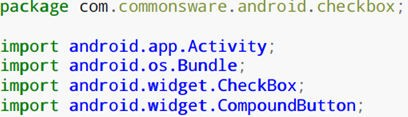 package com.commonsware.android.checkbox;
import android.app.Activity;
import android.os.Bundle;
import android.widget.CheckBox;
import android.widget.CompoundButton;